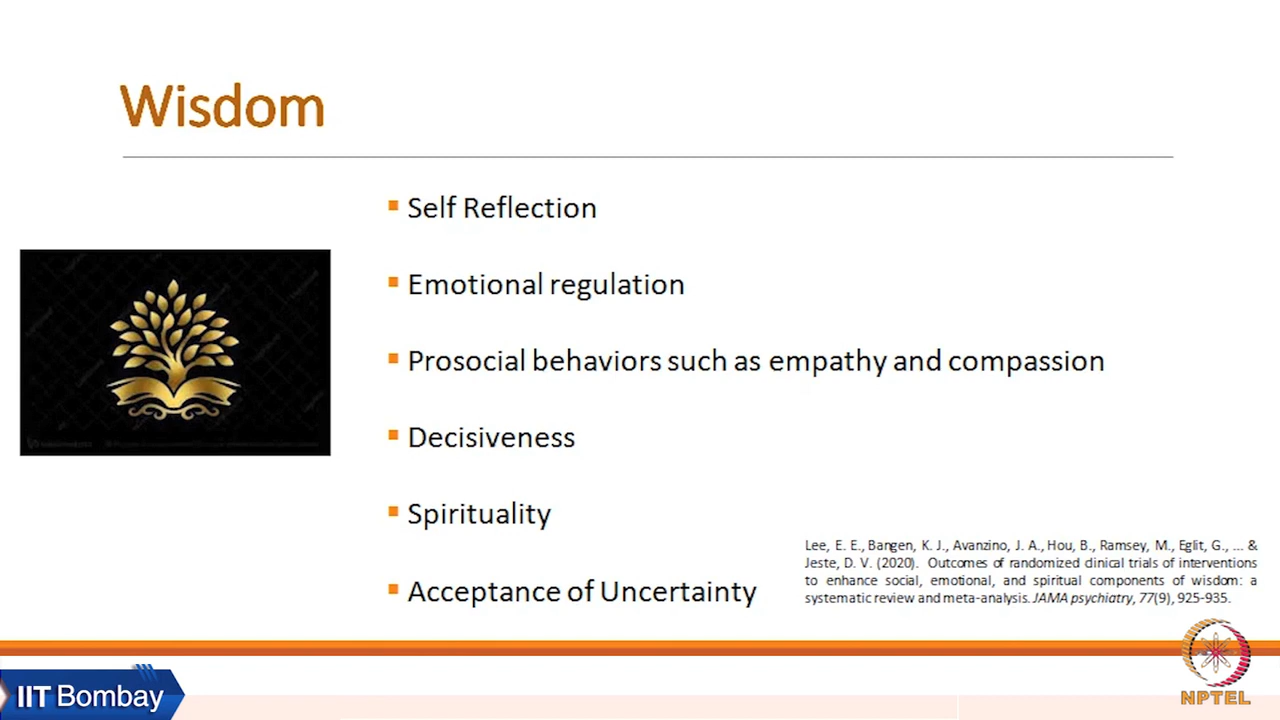 Wisdom
Self Reflection
Emotional regulation
Prosocial behaviors such as empathy and compassion
Decisiveness
Spirituality
Acceptance of Uncertainty
Lee, E. E., Bangen, K. J., Avanzino, J. A., Hou, B., Ramsey, M., Eglit, G., ... &
Jeste, D. V. (2020). Outcomes of randomized clinical trials of interventions
to enhance social, emotional, and spiritual components of wisdom: a
systematic review and meta-analysis. JAMA psychiatry, 77(9), 925-935.
IIT Bombay
NPTEL